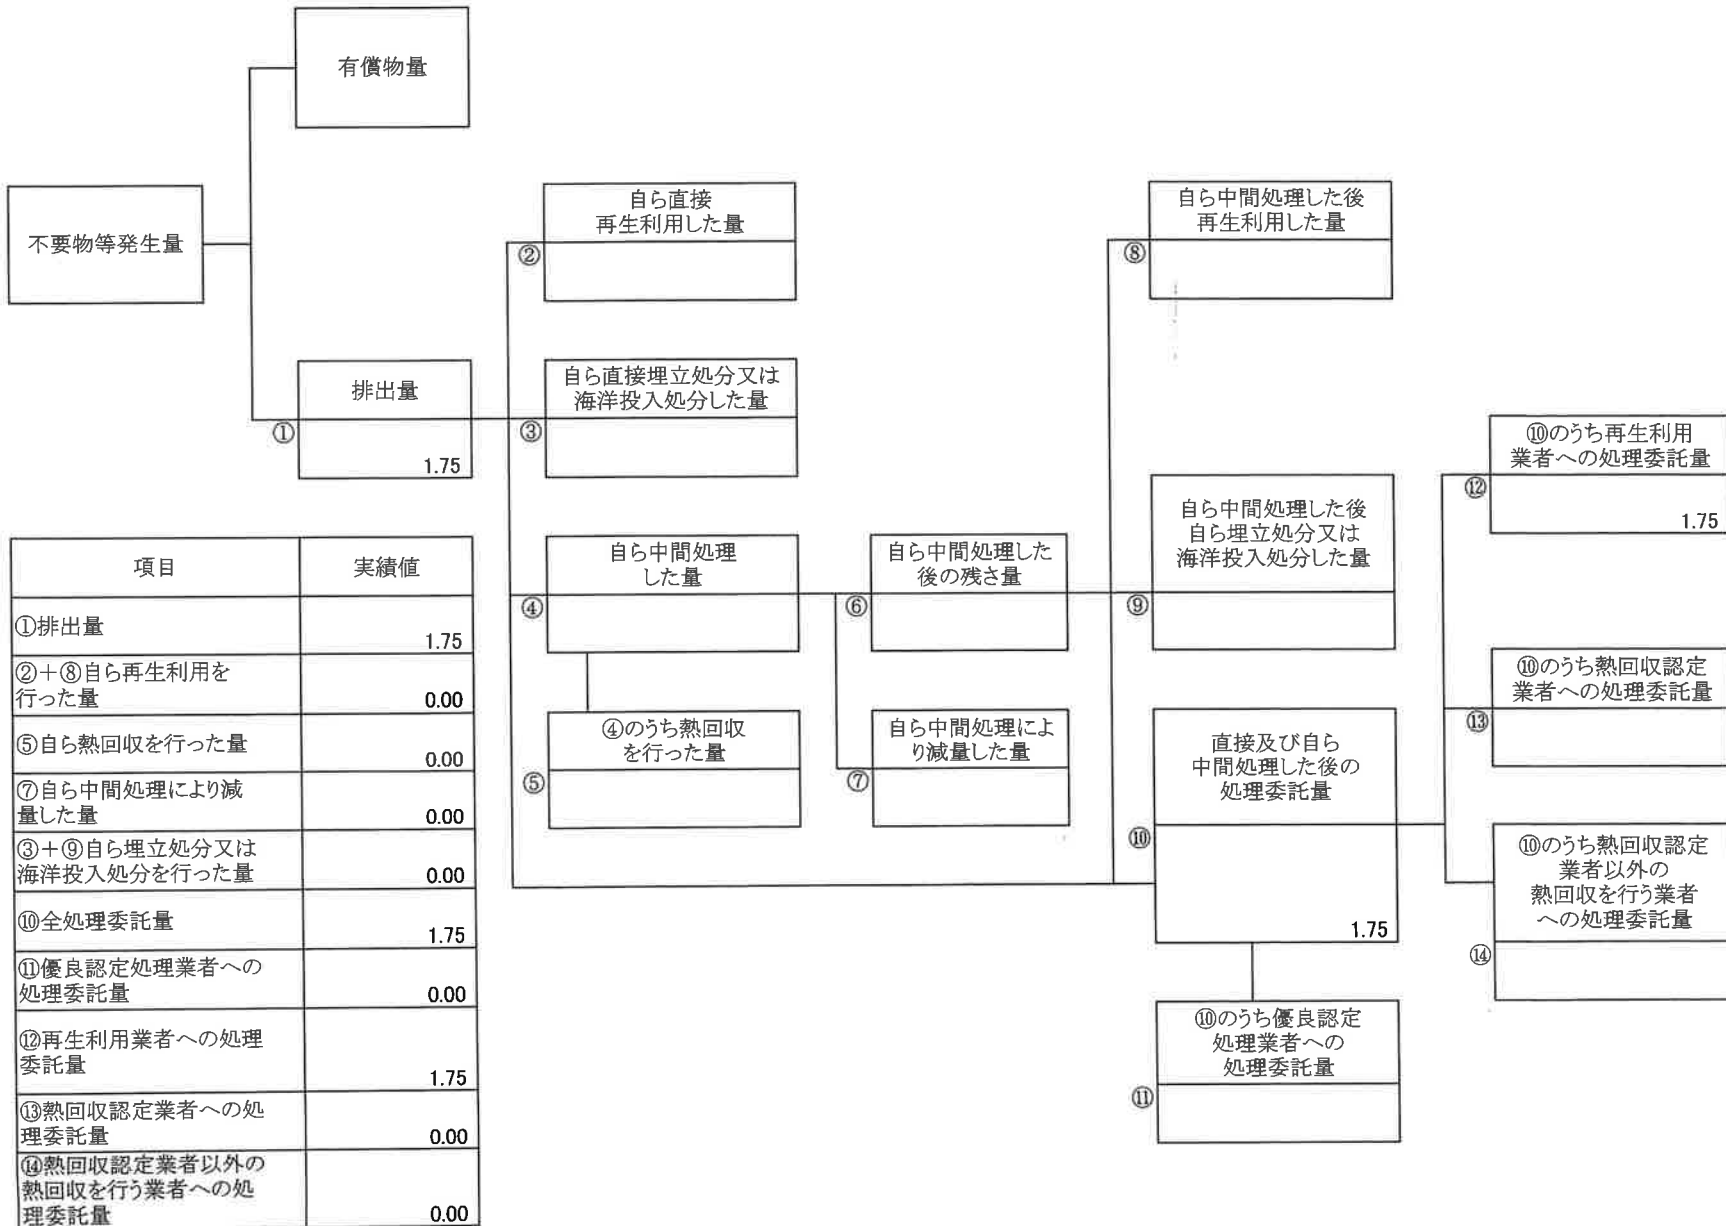 有償物量
不要物等発生量
自ら直接
再生利用した量
②
自ら中間処理した後
再生利用した量
⑧
排出量
①
1.75
自ら直接埋立処分又は
海洋投入処分した量
③
⑩のうち再生利用
業者への処理委託量
⑫
1.75
自ら中間処理
した量
④
自ら中間処理した
後の残さ量
⑥
自ら中間処理した後
自ら埋立処分又は
海洋投入処分した量
⑨
④のうち熱回収
を行った量
⑤
自ら中間処理によ
り減量した量
⑦
直接及び自ら
中間処理した後の
処理委託量
⑩
1.75
⑩のうち熱回収認定
業者への処理委託量
⑬
⑩のうち熱回収認定
業者以外の
熱回収を行う業者
への処理委託量
⑭
⑩のうち優良認定
処理業者への
処理委託量
⑪
項目 実績値
①排出量
1.75
②+⑧自ら再生利用を
行った量
0.00
⑤自ら熱回収を行った量
0.00
⑦自ら中間処理により減
量した量
0.00
③+⑨自ら埋立処分又は
海洋投入処分を行った量
0.00
⑩全処理委託量
1.75
⑪優良認定処理業者への
処理委託量
0.00
⑫再生利用業者への処理
委託量
1.75
⑬熱回収認定業者への処
理委託量
0.00
⑭熱回収認定業者以外の
熱回収を行う業者への処
理委託量
0.00